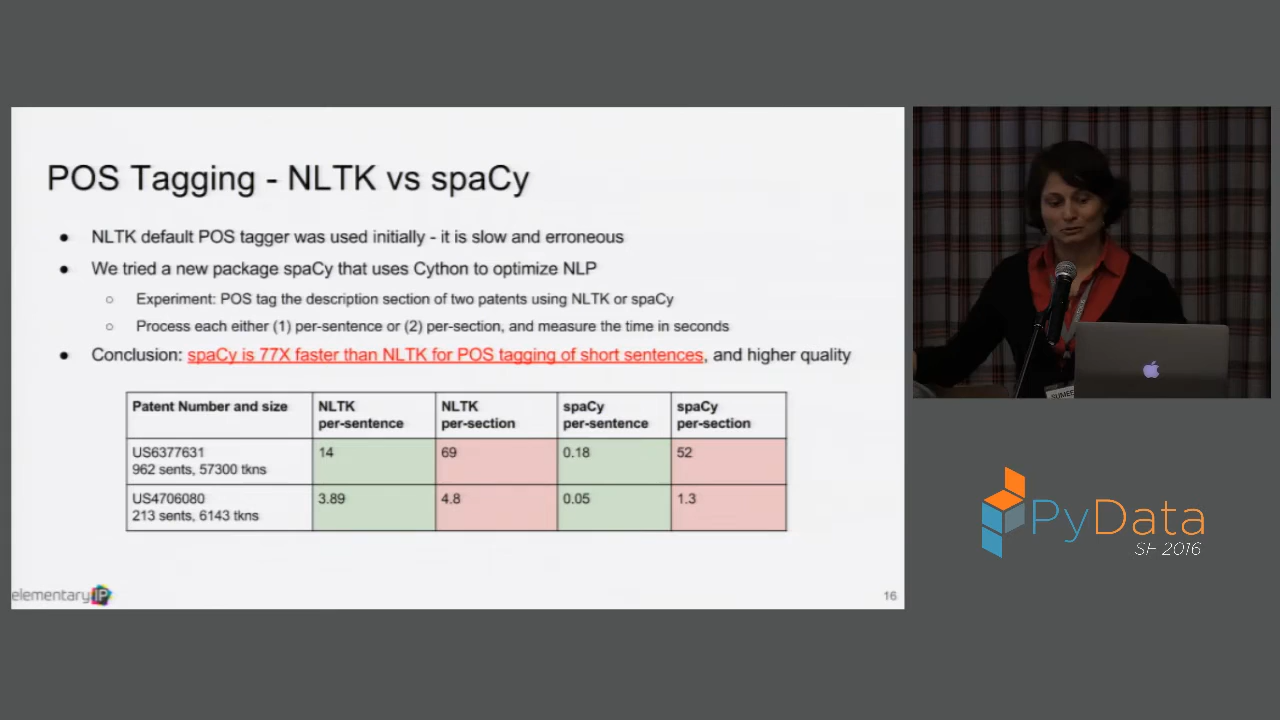 POS Tagging - NLTK vs spaCy
● NLTK default POS tagger was used initially - it is slow and erroneous
● We tried a new package spaCy that uses Cython to optimize NLP
○ Experiment: POS tag the description section of two patents using NLTK or spaCy
○ Process each either (1) per-sentence or (2) per-section, and measure the time in seconds
● Conclusion: spaCy is 77X faster than NLTK for POS tagging of short sentences, and higher quality
Patent Number and size NLTK per-sentence NLTK per-section spaCy per-sentence spaCy per-section
US6377631 14 69 0.18 52
962 sents, 57300 tkns
US4706080 3.89 4.8 0.05 1.3
213 sents, 6143 tkns
elementary IP
16
PyData
SF 2016